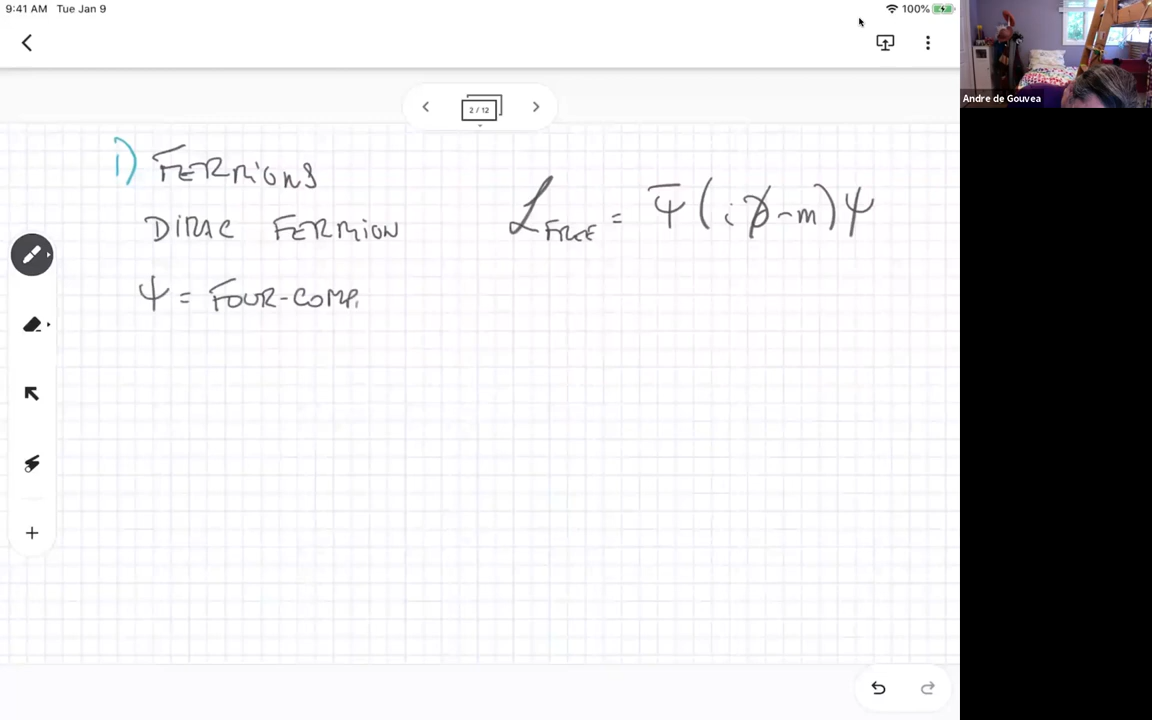 9:41 AM Tue Jan 9
100%
Andre de Gouvea
2 / 12
1) FERMIONS
DIRAC FERMION
ℒ_FREE = Ψ̄(i∂̸-m)Ψ
Ψ = FOUR-COMP.